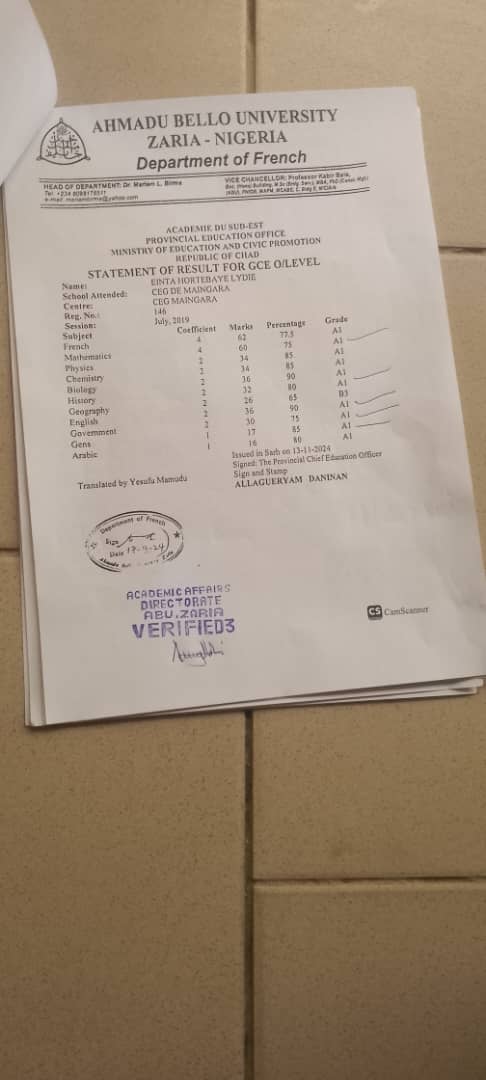 AHMADU BELLO UNIVERSITY
ZARIA - NIGERIA
Department of French
HEAD OF DEPARTMENT: Dr. Mariam L. Birma
VICE CHANCELLOR: Professor Kabir Bala,
ACADEMIE DU SUD-EST
PROVINCIAL EDUCATION OFFICE
MINISTRY OF EDUCATION AND CIVIC PROMOTION
REPUBLIC OF CHAD
STATEMENT OF RESULT FOR GCE O/LEVEL
Name: EINTA HORTEBAYE LYDIE
School Attended: CEG DE MAINGARA
Centre: CEG MAINGARA
Reg. No.: 146
Session: July, 2019
Subject Coefficient Marks Percentage Grade
French 4 62 77.5 A1
Mathematics 4 60 75 A1
Physics 2 34 85 A1
Chemistry 2 34 85 A1
Biology 2 36 90 A1
History 2 32 80 A1
Geography 2 26 65 B3
English 2 36 90 A1
Government 2 30 75 A1
Gens 1 17 85 A1
Arabic 1 16 80 A1
Issued in Sarh on 13-11-2024
Signed: The Provincial Chief Education Officer
Sign and Stamp
Translated by Yesufu Mamudu
ALLAGUERYAM DANINAN
Department of French
Sign
Date
ACADEMIC AFFAIRS
DIRECTORATE
ABU, ZARIA
VERIFIED3
CS CamScanner